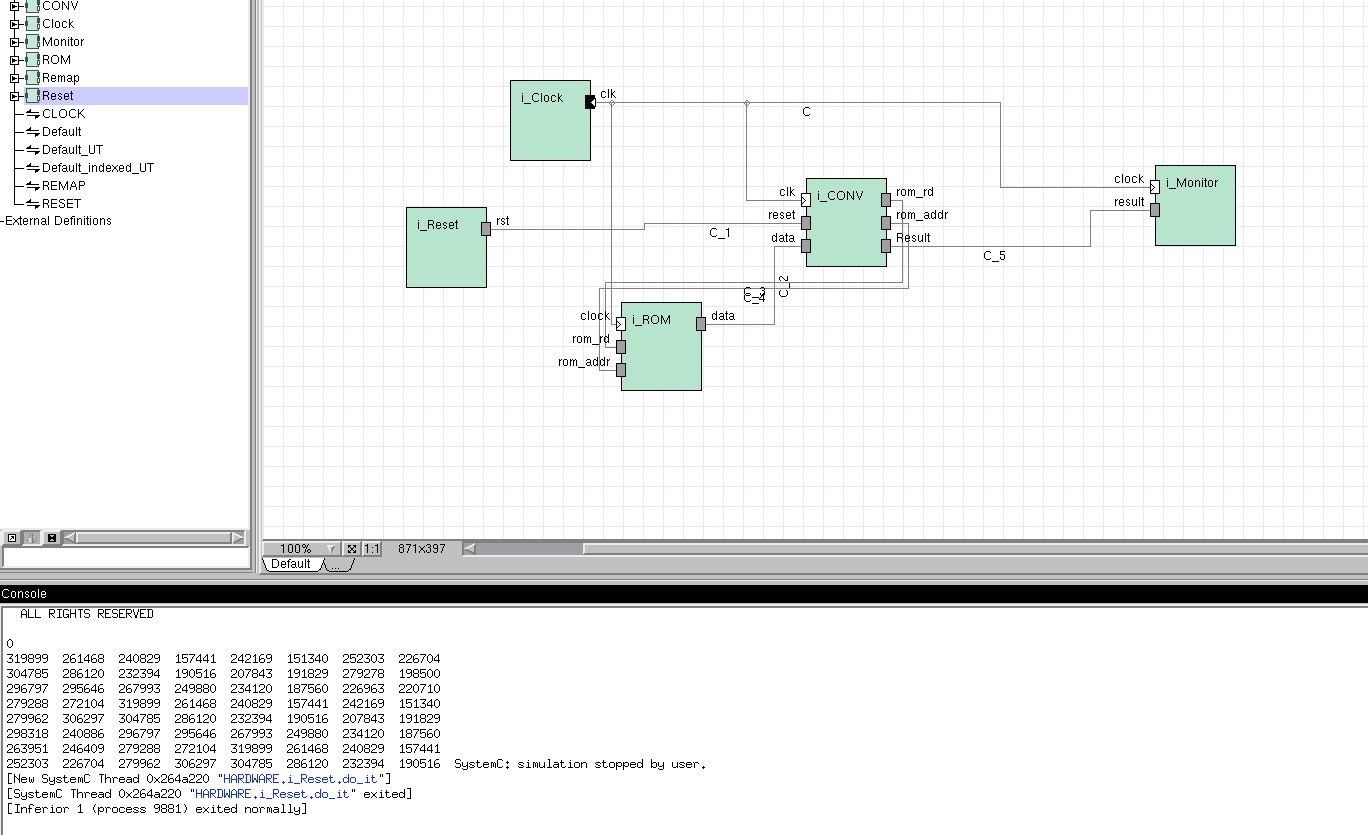 CONV
Clock
Monitor
ROM
Remap
Reset
CLOCK
Default
Default_UT
Default_indexed_UT
REMAP
RESET
External Definitions
i_Clock
clk
C
i_Reset
rst
C_1
clk
reset
data
i_CONV
rom_rd
rom_addr
Result
C_5
clock
result
i_Monitor
C_2
C_3
C_4
clock
rom_rd
rom_addr
i_ROM
data
100% 1:1 871x397
Default ...
Console
ALL RIGHTS RESERVED
0
319899 261468 240829 157441 242169 151340 252303 226704
304785 286120 232394 190516 207843 191829 279278 198500
296797 295646 267993 249880 234120 187560 226963 220710
279288 272104 319899 261468 240829 157441 242169 151340
279962 306297 304785 286120 232394 190516 207843 191829
298318 240886 296797 295646 267993 249880 234120 187560
263951 246409 279288 272104 319899 261468 240829 157441
252303 226704 279962 306297 304785 286120 232394 190516 SystemC: simulation stopped by user.
[New SystemC Thread 0x264a220 "HARDWARE.i_Reset.do_it"]
[SystemC Thread 0x264a220 "HARDWARE.i_Reset.do_it" exited]
[Inferior 1 (process 9881) exited normally]